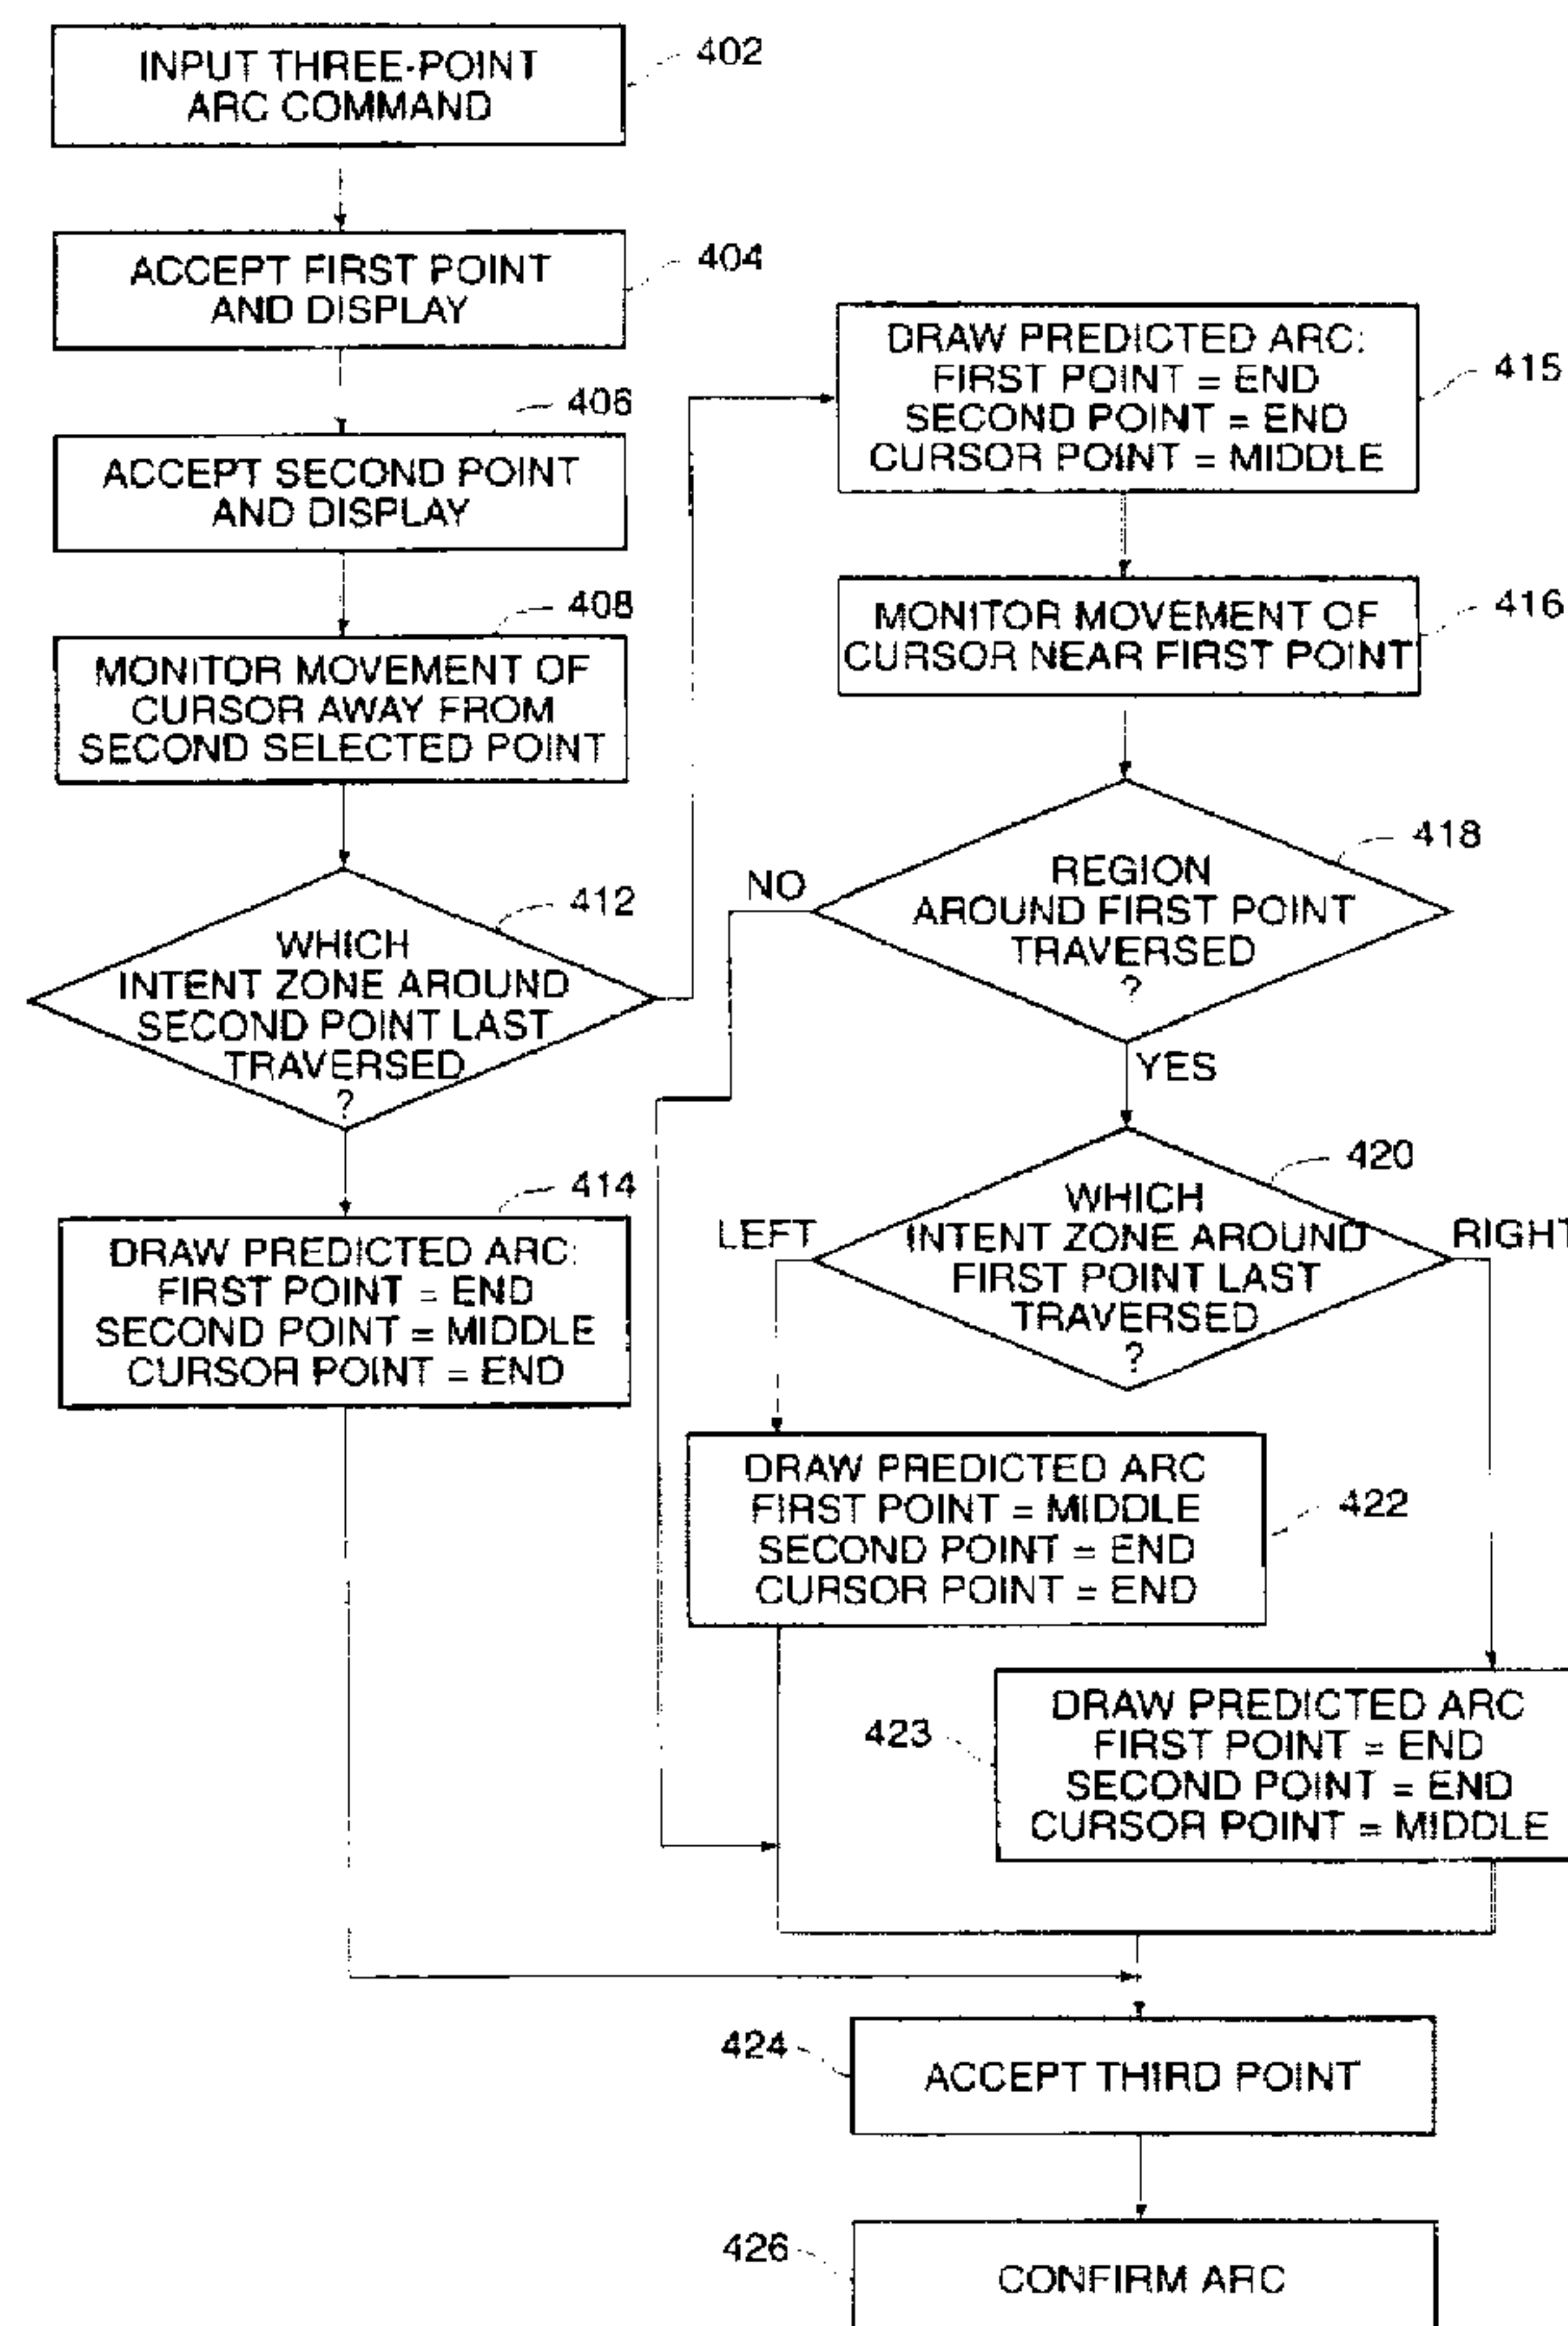 INPUT THREE-POINT
ARC COMMAND
402
ACCEPT FIRST POINT
AND DISPLAY
404
406
ACCEPT SECOND POINT
AND DISPLAY
408
MONITOR MOVEMENT OF
CURSOR AWAY FROM
SECOND SELECTED POINT
412
WHICH
INTENT ZONE AROUND
SECOND POINT LAST
TRAVERSED
?
414
DRAW PREDICTED ARC:
FIRST POINT = END
SECOND POINT = MIDDLE
CURSOR POINT = END
DRAW PREDICTED ARC:
FIRST POINT = END
SECOND POINT = END
CURSOR POINT = MIDDLE
415
MONITOR MOVEMENT OF
CURSOR NEAR FIRST POINT
416
418
REGION
AROUND FIRST POINT
TRAVERSED
?
NO
YES
420
WHICH
INTENT ZONE AROUND
FIRST POINT LAST
TRAVERSED
?
LEFT
RIGHT
DRAW PREDICTED ARC
FIRST POINT = MIDDLE
SECOND POINT = END
CURSOR POINT = END
422
423
DRAW PREDICTED ARC
FIRST POINT = END
SECOND POINT = END
CURSOR POINT = MIDDLE
424
ACCEPT THIRD POINT
426
CONFIRM ARC